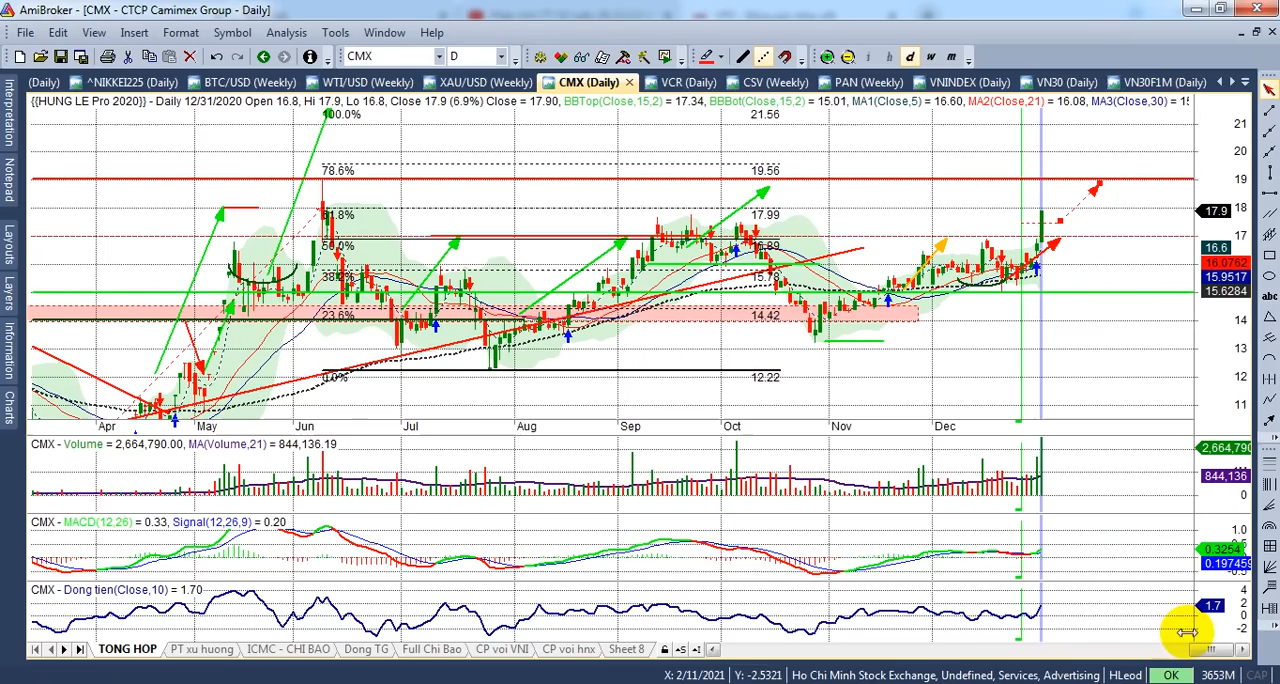 AmiBroker - [CMX - CTCP Camimex Group - Daily]
File Edit View Insert Format Symbol Analysis Tools Window Help
CMX D i d h d w m abc
(Daily) ^NIKKEI225 (Daily) BTC/USD (Weekly) WTI/USD (Weekly) XAU/USD (Weekly) CMX (Daily) VCR (Daily) CSV (Weekly) PAN (Weekly) VNINDEX (Daily) VN30 (Daily) VN30F1M (Daily)
Interpretation
Notepad
Layouts
Layers
Information
Charts
{{HUNG LE Pro 2020}} - Daily 12/31/2020 Open 16.8, Hi 17.9, Lo 16.8, Close 17.9 (6.9%) Close = 17.90, BBTop(Close,15,2) = 17.34, BBBot(Close,15,2) = 15.01, MA1(Close,5) = 16.60, MA2(Close,21) = 16.08, MA3(Close,30) =
100.0% 21.56
78.6% 19.56
61.8% 17.99
50.0% 16.89
38.2% 15.78
23.6% 14.42
0.0% 12.22
21
20
19
18
17.9
17
16.6
16.0762
15.9517
15.6284
14
13
12
11
Apr May Jun Jul Aug Sep Oct Nov Dec
CMX - Volume = 2,664,790.00, MA(Volume,21) = 844,136.19
2,664,790
844,136
0
CMX - MACD(12,26) = 0.33, Signal(12,26,9) = 0.20
1.0
0.3254
0.197459
CMX - Dong tien(Close,10) = 1.70
4
2
1.7
0
-2
TONG HOP PT xu huong ICMC - CHI BAO Dong TG Full Chi Bao CP voi VNI CP voi hnx Sheet 8
X: 2/11/2021 Y: -2.5321 Ho Chi Minh Stock Exchange, Undefined, Services, Advertising HLeod OK 3653M CAP